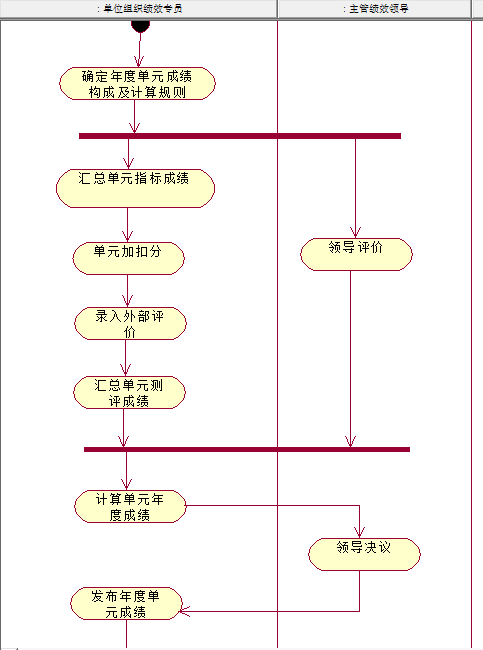 : 单位组织绩效专员
: 主管绩效领导
确定年度单元成绩
构成及计算规则
汇总单元指标成绩
单元加扣分
领导评价
录入外部评
价
汇总单元测
评成绩
计算单元年
度成绩
领导决议
发布年度单
元成绩